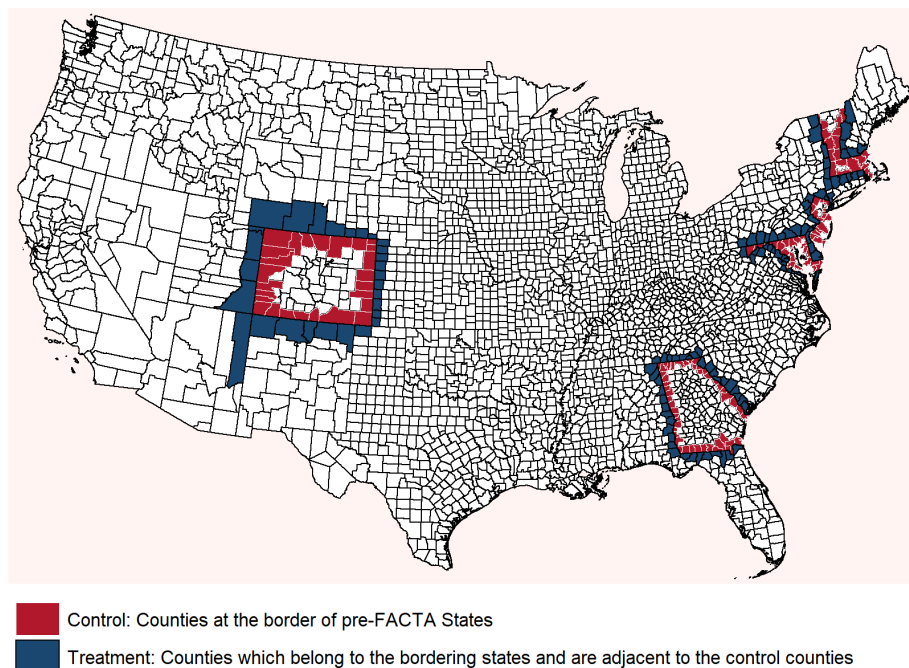 Control: Counties at the border of pre-FACTA States
Treatment: Counties which belong to the bordering states and are adjacent to the control counties